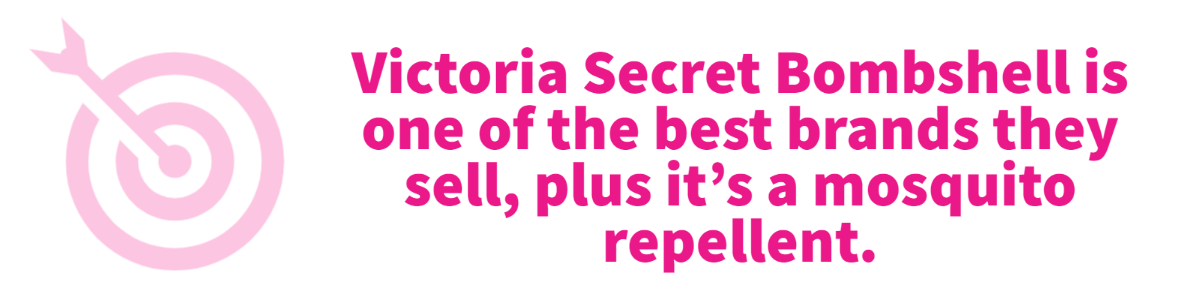 Victoria Secret Bombshell is
one of the best brands they
sell, plus it’s a mosquito
repellent.